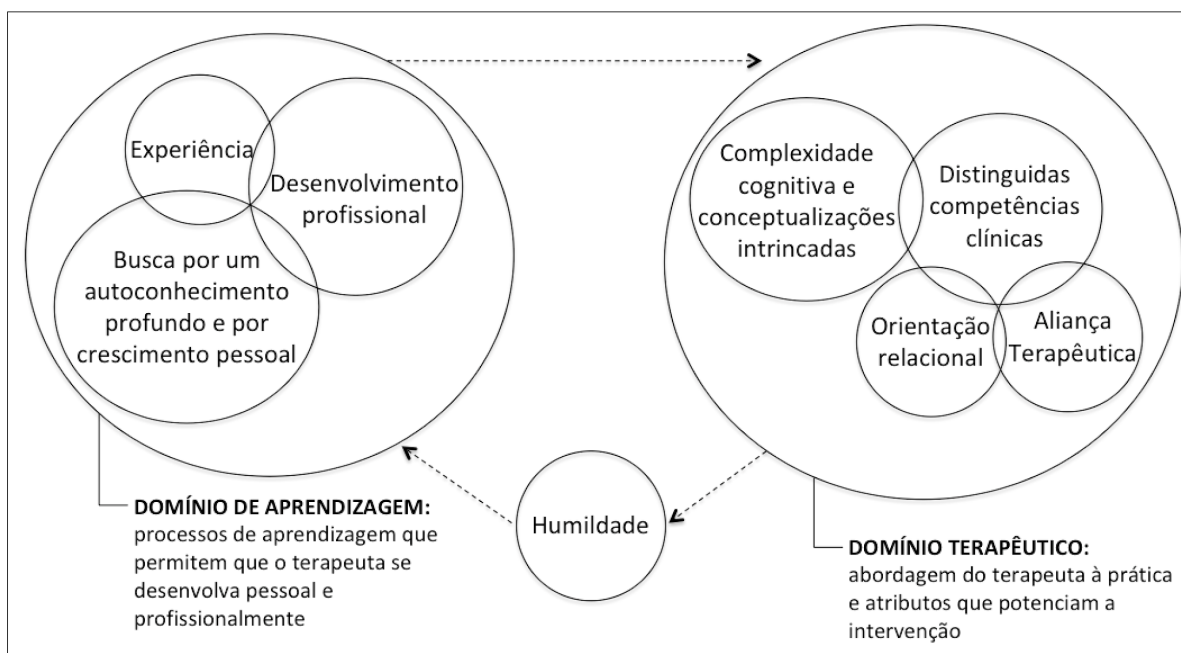 Experiência
Desenvolvimento
profissional
Busca por um
autoconhecimento
profundo e por
crescimento pessoal
Complexidade
cognitiva e
conceptualizações
intrincadas
Distinguidas
competências
clínicas
Orientação
relacional
Aliança
Terapêutica
DOMÍNIO DE APRENDIZAGEM:
processos de aprendizagem que
permitem que o terapeuta se
desenvolva pessoal e
profissionalmente
Humildade
DOMÍNIO TERAPÊUTICO:
abordagem do terapeuta à prática
e atributos que potenciam a
intervenção